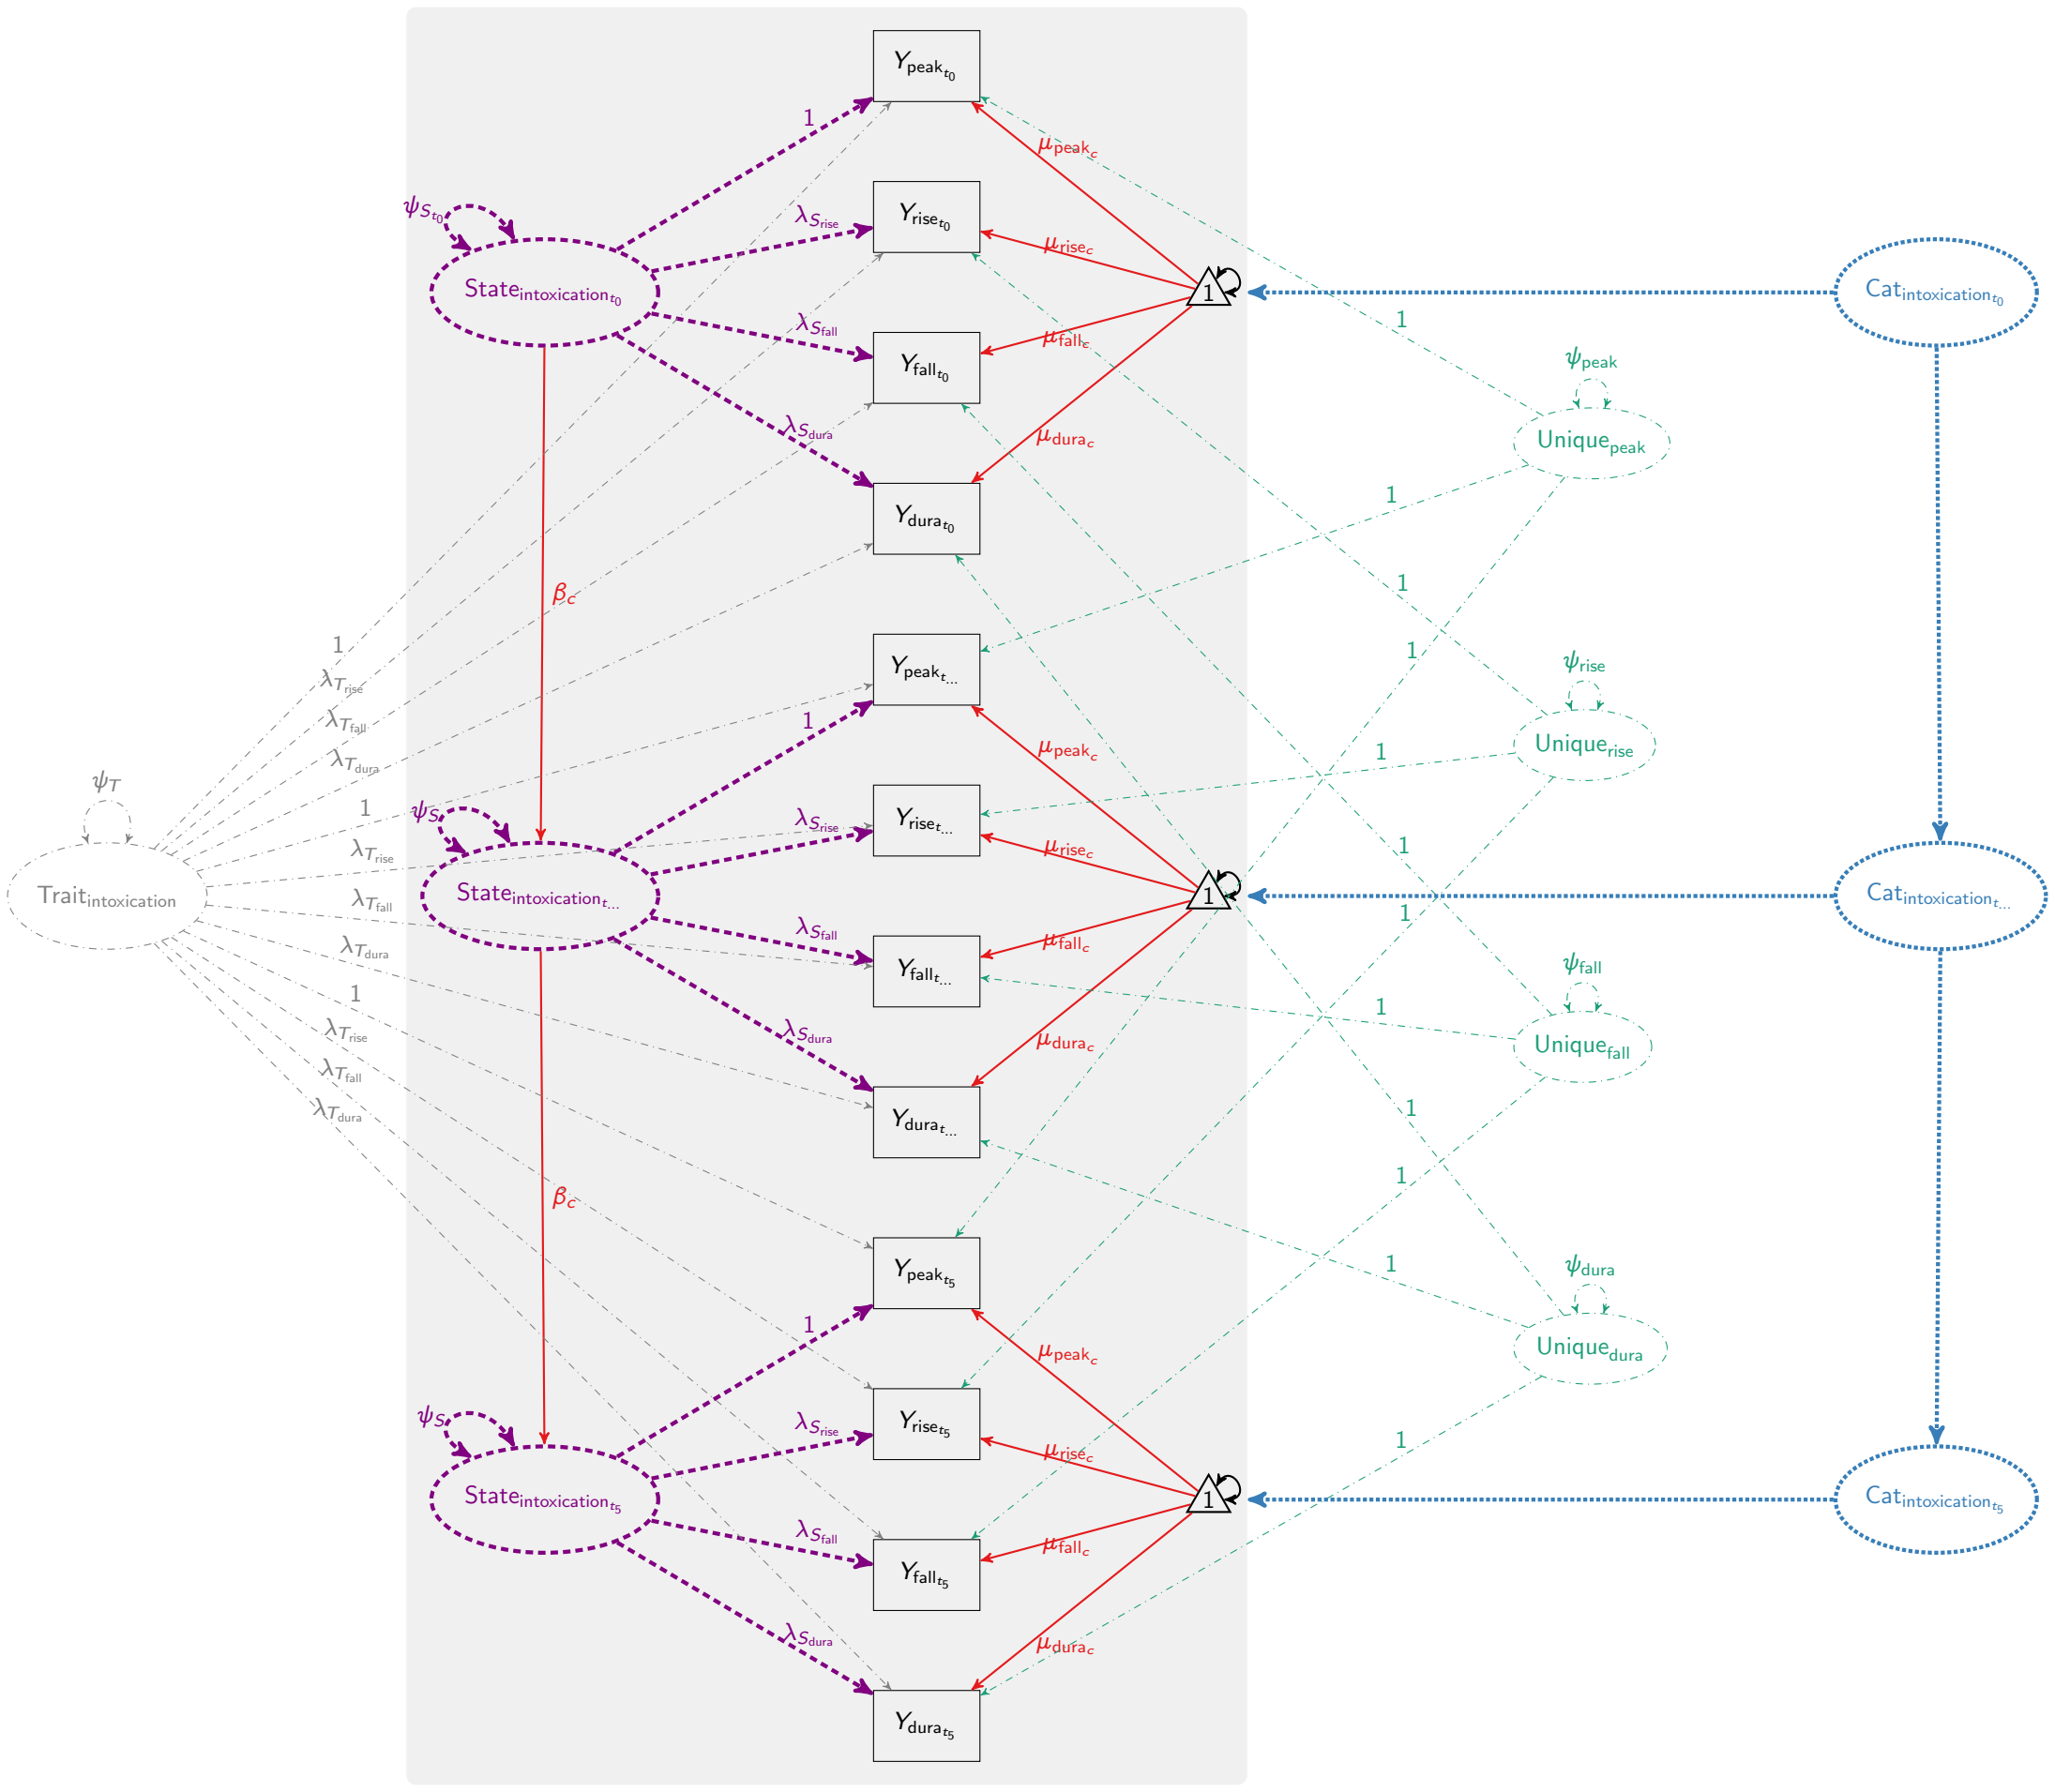 Y_peak_t0
1
μ_peak_c
ψ_S_t0
λ_S_rise
Y_rise_t0
μ_rise_c
State_intoxication_t0
1
Cat_intoxication_t0
λ_S_fall
Y_fall_t0
μ_fall_c
1
ψ_peak
λ_S_dura
μ_dura_c
Unique_peak
Y_dura_t0
1
β_c
1
1
1
λ_T_rise
Y_peak_t...
ψ_rise
λ_T_fall
1
μ_peak_c
1
Unique_rise
λ_T_dura
ψ_T
1
ψ_S
λ_S_rise
Y_rise_t...
μ_rise_c
1
λ_T_rise
Trait_intoxication
State_intoxication_t...
1
Cat_intoxication_t...
λ_T_fall
1
λ_S_fall
μ_fall_c
λ_T_dura
Y_fall_t...
ψ_fall
1
1
λ_T_rise
λ_S_dura
μ_dura_c
Unique_fall
λ_T_fall
λ_T_dura
Y_dura_t...
1
1
β_c
Y_peak_t5
1
ψ_dura
1
μ_peak_c
Unique_dura
ψ_S
λ_S_rise
Y_rise_t5
μ_rise_c
1
State_intoxication_t5
1
Cat_intoxication_t5
λ_S_fall
μ_fall_c
Y_fall_t5
λ_S_dura
μ_dura_c
Y_dura_t5